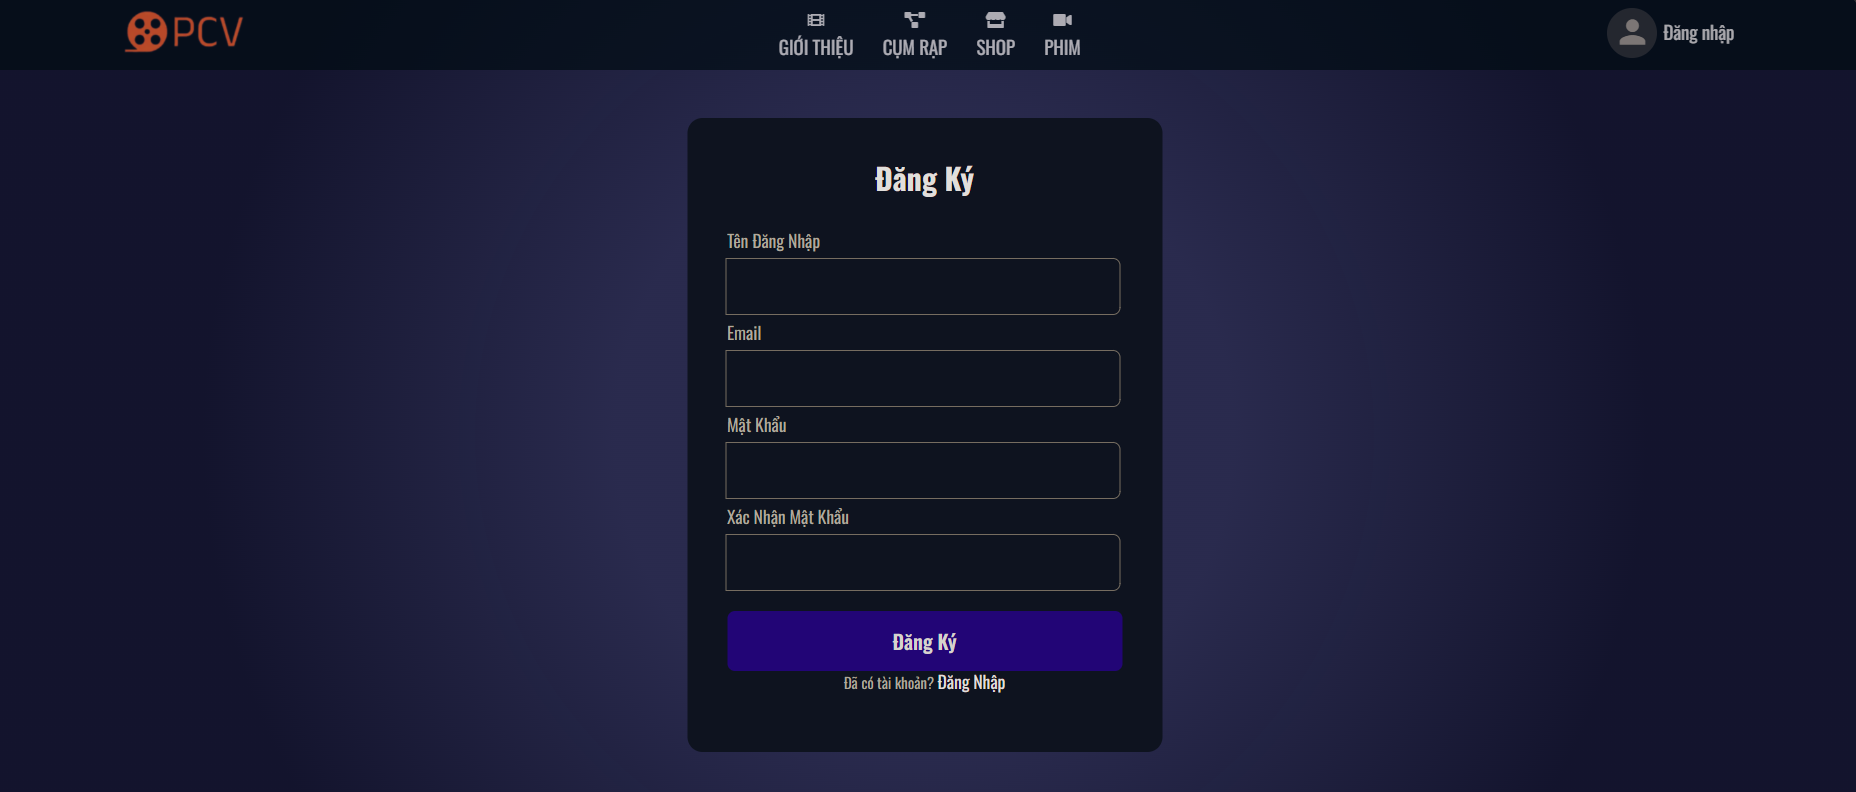 PCV
GIỚI THIỆU CỤM RẠP SHOP PHIM
Đăng nhập
Đăng Ký
Tên Đăng Nhập
Email
Mật Khẩu
Xác Nhận Mật Khẩu
Đăng Ký
Đã có tài khoản? Đăng Nhập